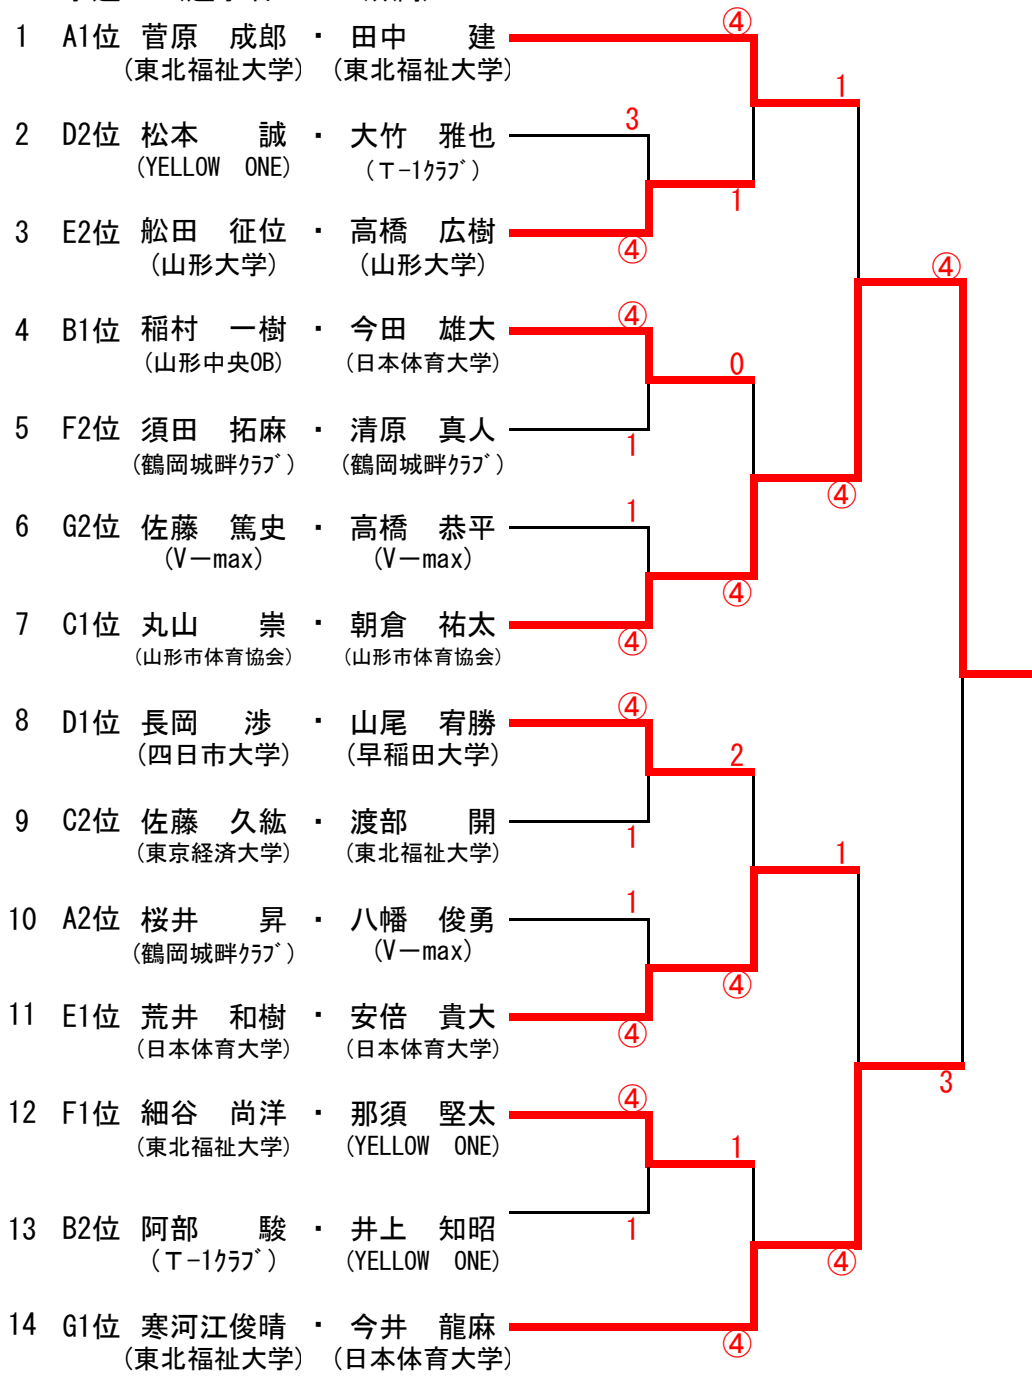 ④
1 A1位 菅原 成郎 ・ 田中 建
(東北福祉大学) (東北福祉大学)
1
3
2 D2位 松本 誠 ・ 大竹 雅也
(YELLOW ONE) (T-1ｸﾗﾌﾞ)
1
3 E2位 舩田 征位 ・ 高橋 広樹
④
(山形大学) (山形大学)
④
④
4 B1位 稲村 一樹 ・ 今田 雄大
(山形中央OB) (日本体育大学)
0
5 F2位 須田 拓麻 ・ 清原 真人
1
(鶴岡城畔ｸﾗﾌﾞ) (鶴岡城畔ｸﾗﾌﾞ)
④
1
6 G2位 佐藤 篤史 ・ 高橋 恭平
(V－max) (V－max)
④
7 C1位 丸山 崇 ・ 朝倉 祐太
④
(山形市体育協会) (山形市体育協会)
④
8 D1位 長岡 渉 ・ 山尾 宥勝
(四日市大学) (早稲田大学)
2
9 C2位 佐藤 久紘 ・ 渡部 開
1
(東京経済大学) (東北福祉大学)
1
1
10 A2位 桜井 昇 ・ 八幡 俊勇
(鶴岡城畔ｸﾗﾌﾞ) (V－max)
④
11 E1位 荒井 和樹 ・ 安倍 貴大
④
(日本体育大学) (日本体育大学)
3
④
12 F1位 細谷 尚洋 ・ 那須 堅太
(東北福祉大学) (YELLOW ONE)
1
13 B2位 阿部 駿 ・ 井上 知昭
1
(T-1ｸﾗﾌﾞ) (YELLOW ONE)
④
14 G1位 寒河江俊晴 ・ 今井 龍麻
④
(東北福祉大学) (日本体育大学)